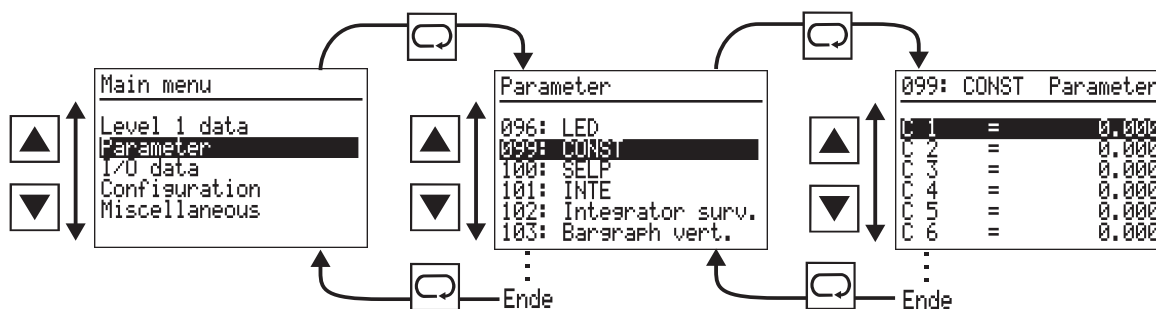 Main menu
Level 1 data
Parameter
I/O data
Configuration
Miscellaneous
Parameter
096: LED
099: CONST
100: SELP
101: INTE
102: Integrator surv.
103: Bargraph vert.
Ende
099: CONST Parameter
C 1 = 0.000
C 2 = 0.000
C 3 = 0.000
C 4 = 0.000
C 5 = 0.000
C 6 = 0.000
Ende